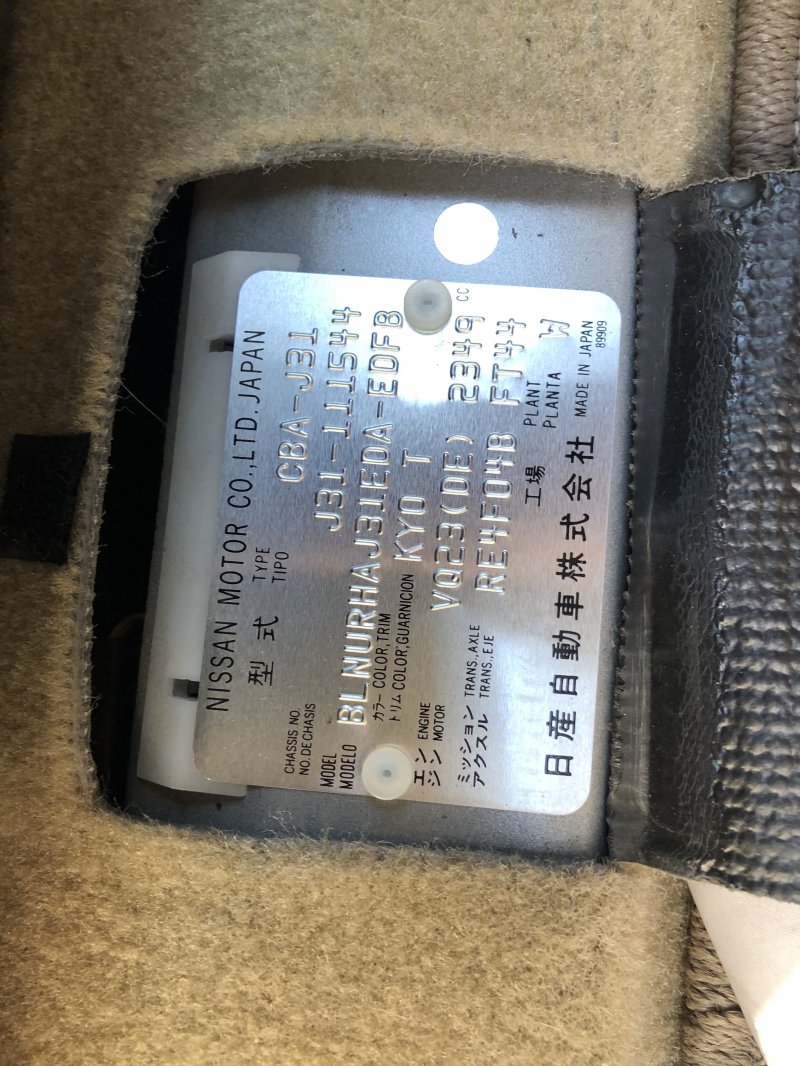 NISSAN MOTOR CO.,LTD.JAPAN
型式 TYPE TIPO CBA-J31
CHASSIS NO. NO.DE CHASIS J31-111544
MODEL MODELO BLNURHAJ31EDA-EDFB
カラー COLOR,TRIM
トリム COLOR,GUARNICION KYO T
エンジン ENGINE MOTOR VQ23(DE) 2349 CC
ミッション TRANS.,AXLE
アクスル TRANS.,EJE RE4F04B FT44
工場 PLANT PLANTA W
日産自動車株式会社 MADE IN JAPAN 89909